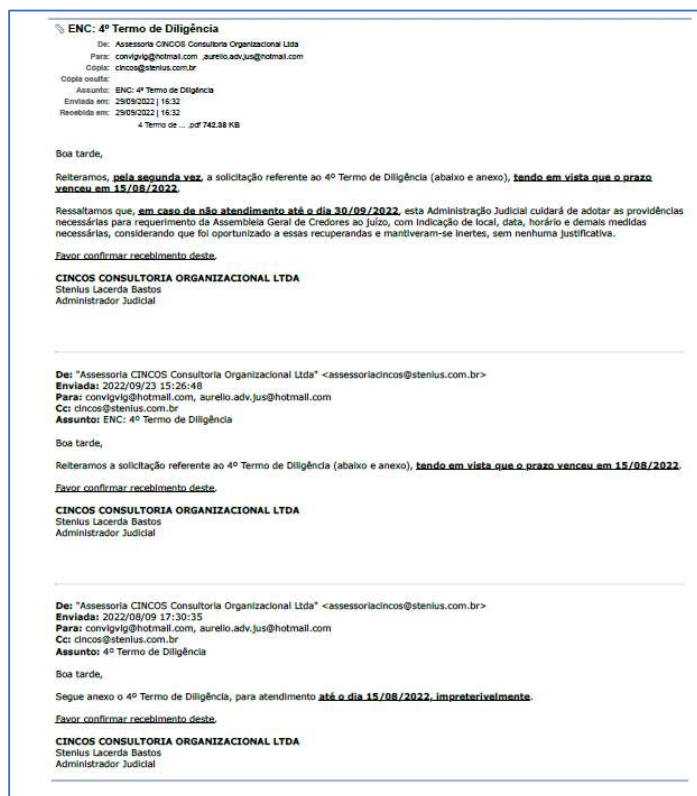 ENC: 4º Termo de Diligência
De: Assessoria CINCOS Consultoria Organizacional Ltda
Para: convigvig@hotmail.com ,aurelio.adv.jus@hotmail.com
Cópia: cincos@stenius.com.br
Cópia oculta:
Assunto: ENC: 4º Termo de Diligência
Enviada em: 29/09/2022 | 16:32
Recebida em: 29/09/2022 | 16:32
4 Termo de ... .pdf 742.38 KB
Boa tarde,
Reiteramos, pela segunda vez, a solicitação referente ao 4º Termo de Diligência (abaixo e anexo), tendo em vista que o prazo
venceu em 15/08/2022.
Ressaltamos que, em caso de não atendimento até o dia 30/09/2022, esta Administração Judicial cuidará de adotar as providências
necessárias para requerimento da Assembleia Geral de Credores ao juízo, com indicação de local, data, horário e demais medidas
necessárias, considerando que foi oportunizado a essas recuperandas e mantiveram-se inertes, sem nenhuma justificativa.
Favor confirmar recebimento deste.
CINCOS CONSULTORIA ORGANIZACIONAL LTDA
Stenius Lacerda Bastos
Administrador Judicial
De: "Assessoria CINCOS Consultoria Organizacional Ltda" <assessoriacincos@stenius.com.br>
Enviada: 2022/09/23 15:26:48
Para: convigvig@hotmail.com, aurelio.adv.jus@hotmail.com
Cc: cincos@stenius.com.br
Assunto: ENC: 4º Termo de Diligência
Boa tarde,
Reiteramos a solicitação referente ao 4º Termo de Diligência (abaixo e anexo), tendo em vista que o prazo venceu em 15/08/2022.
Favor confirmar recebimento deste.
CINCOS CONSULTORIA ORGANIZACIONAL LTDA
Stenius Lacerda Bastos
Administrador Judicial
De: "Assessoria CINCOS Consultoria Organizacional Ltda" <assessoriacincos@stenius.com.br>
Enviada: 2022/08/09 17:30:35
Para: convigvig@hotmail.com, aurelio.adv.jus@hotmail.com
Cc: cincos@stenius.com.br
Assunto: 4º Termo de Diligência
Boa tarde,
Segue anexo o 4º Termo de Diligência, para atendimento até o dia 15/08/2022, impreterivelmente.
Favor confirmar recebimento deste.
CINCOS CONSULTORIA ORGANIZACIONAL LTDA
Stenius Lacerda Bastos
Administrador Judicial